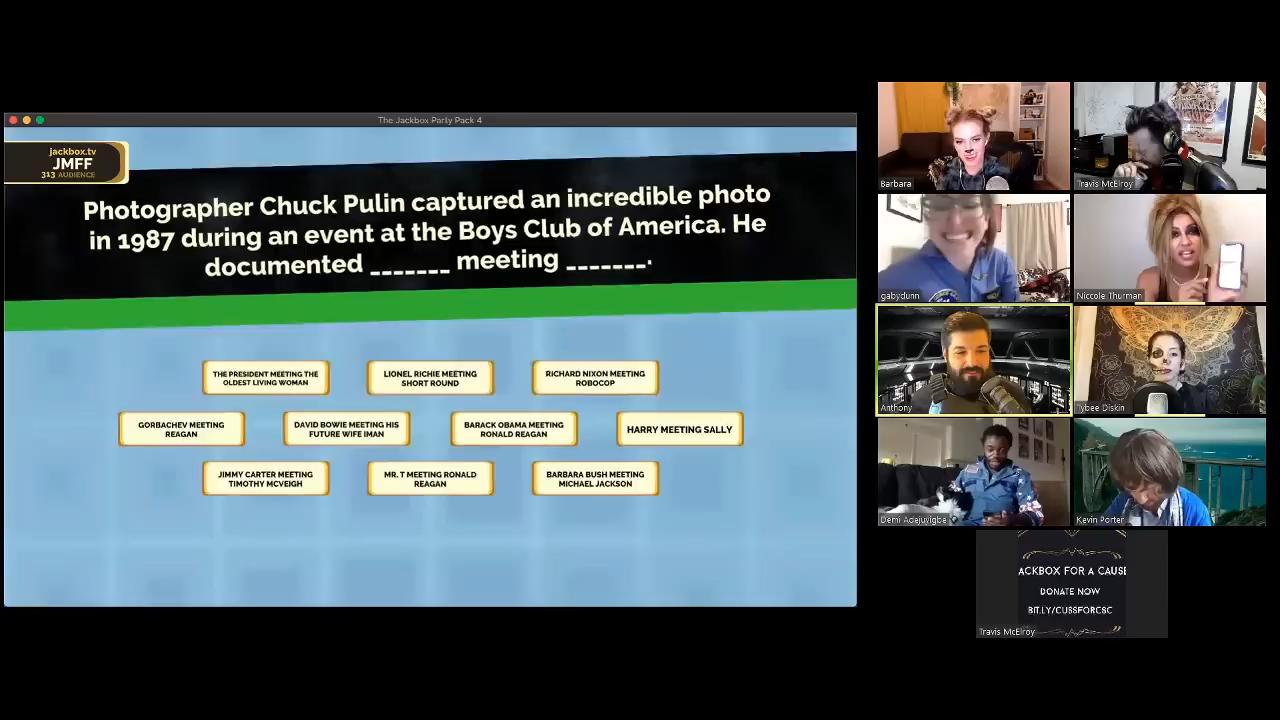 The Jackbox Party Pack 4
jackbox.tv
JMFF
313 AUDIENCE
Photographer Chuck Pulin captured an incredible photo
in 1987 during an event at the Boys Club of America. He
documented _______ meeting _______.
THE PRESIDENT MEETING THE
OLDEST LIVING WOMAN
LIONEL RICHIE MEETING
SHORT ROUND
RICHARD NIXON MEETING
ROBOCOP
GORBACHEV MEETING
REAGAN
DAVID BOWIE MEETING HIS
FUTURE WIFE IMAN
BARACK OBAMA MEETING
RONALD REAGAN
HARRY MEETING SALLY
JIMMY CARTER MEETING
TIMOTHY MCVEIGH
MR. T MEETING RONALD
REAGAN
BARBARA BUSH MEETING
MICHAEL JACKSON
Barbara
Travis McElroy
gabydunn
Niccole Thurman
Anthony
Tybee Diskin
Demi Adejuyigbe
Kevin Porter
ACKBOX FOR A CAUSE
DONATE NOW
BIT.LY/CUSSFORCSC
Travis McElroy